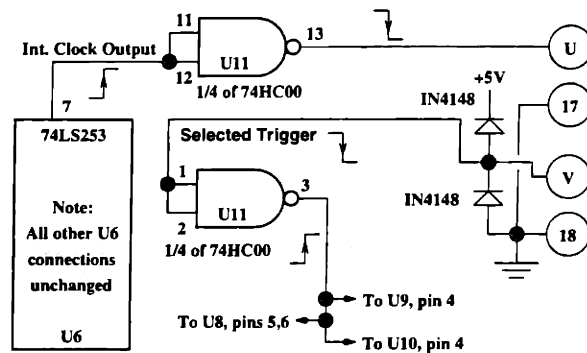 11
13
Int. Clock Output
12
U11
U
1/4 of 74HC00
+5V
7
IN4148
17
74LS253
Selected Trigger
1
3
V
Note:
U11
IN4148
All other U6
2
connections
1/4 of 74HC00
18
unchanged
To U9, pin 4
To U8, pins 5,6
U6
To U10, pin 4